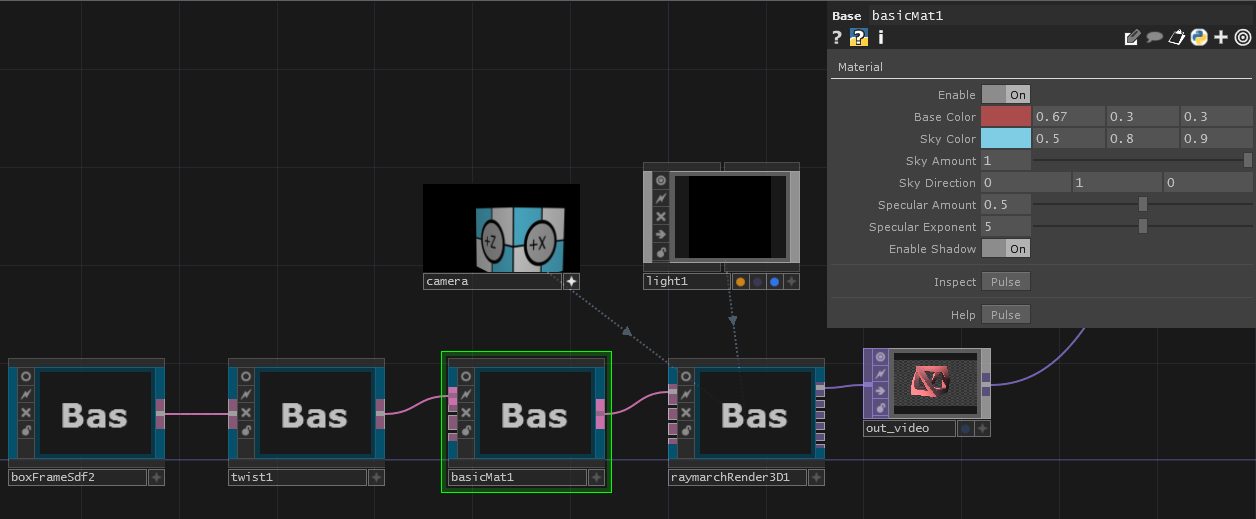 Base basicMat1
? ? i
Material
Enable On
Base Color 0.67 0.3 0.3
Sky Color 0.5 0.8 0.9
Sky Amount 1
Sky Direction 0 1 0
Specular Amount 0.5
Specular Exponent 5
Enable Shadow On
Inspect Pulse
Help Pulse
+Z +X
camera
light1
Bas
Bas
Bas
Bas
out_video
boxFrameSdf2
twist1
basicMat1
raymarchRender3D1